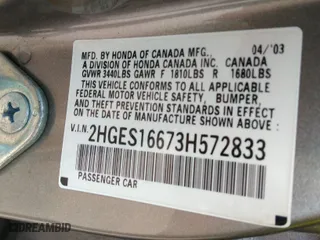 MFD. BY HONDA OF CANADA MFG., 04/'03
A DIVISION OF HONDA CANADA INC. CANADA
GVWR 3440LBS GAWR F 1810LBS R 1680LBS
THIS VEHICLE CONFORMS TO ALL APPLICABLE
FEDERAL MOTOR VEHICLE SAFETY, BUMPER,
AND THEFT PREVENTION STANDARDS IN EFFECT
ON THE DATE OF MANUFACTURE SHOWN ABOVE.
V.I.N. 2HGES16673H572833
PASSENGER CAR
DREAMBID